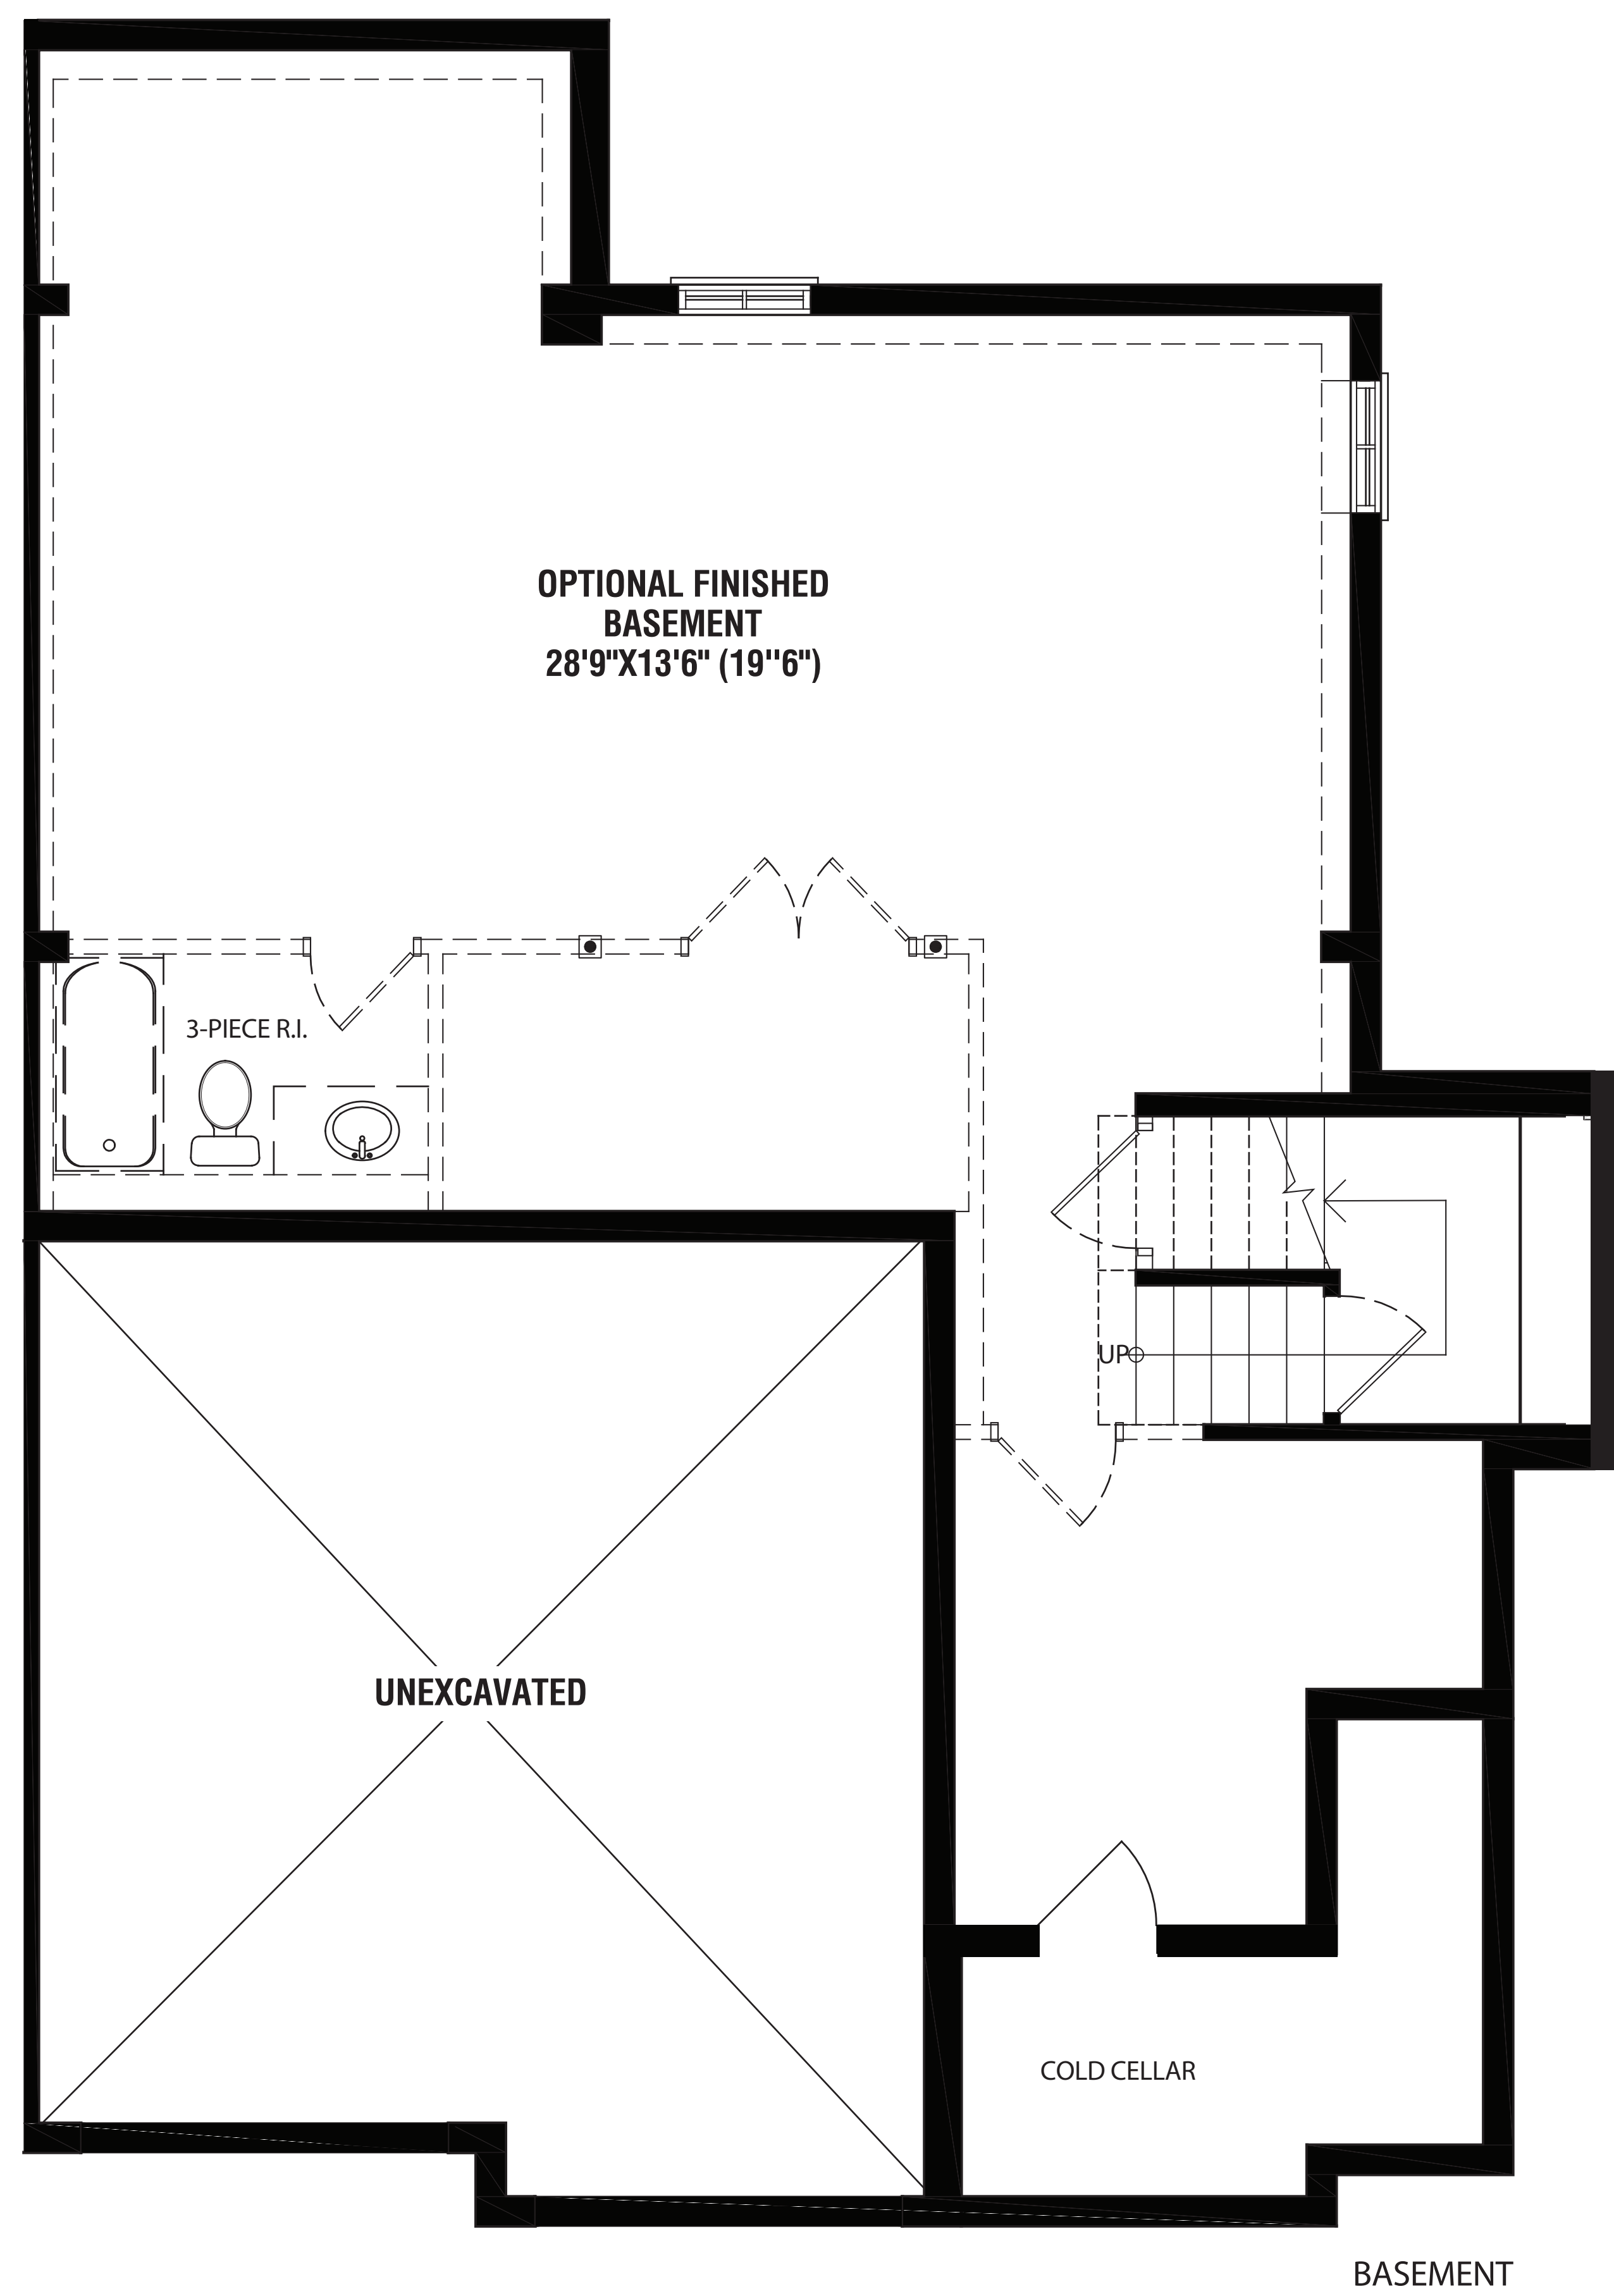 OPTIONAL FINISHED
BASEMENT
28'9"X13'6" (19''6")
3-PIECE R.I.
UP
UNEXCAVATED
COLD CELLAR
BASEMENT